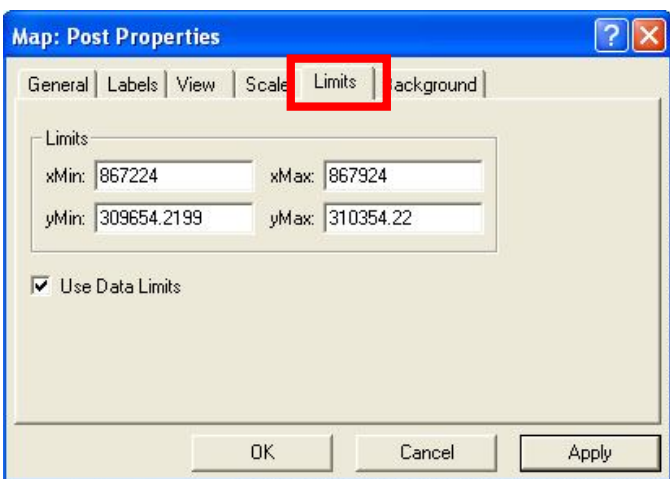 Map: Post Properties
General Labels View Scale Limits ackground
Limits
xMin: 867224 xMax: 867924
yMin: 309654.2199 yMax: 310354.22
Use Data Limits
OK Cancel Apply